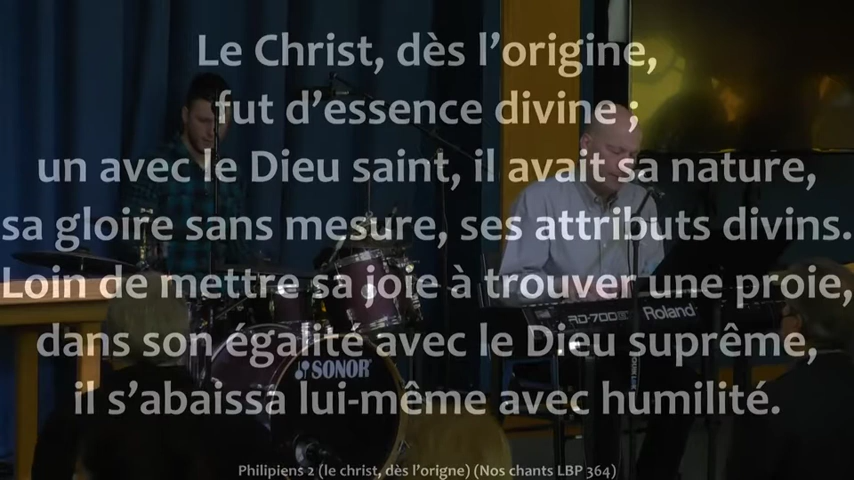 Le Christ, dès l’origine,
fut d’essence divine ;
un avec le Dieu saint, il avait sa nature,
sa gloire sans mesure, ses attributs divins.
Loin de mettre sa joie à trouver une proie,
dans son égalité avec le Dieu suprême,
il s’abaissa lui-même avec humilité.
RD-700
Roland
SONOR
Philipiens 2 (le christ, dès l’origne) (Nos chants LBP 364)